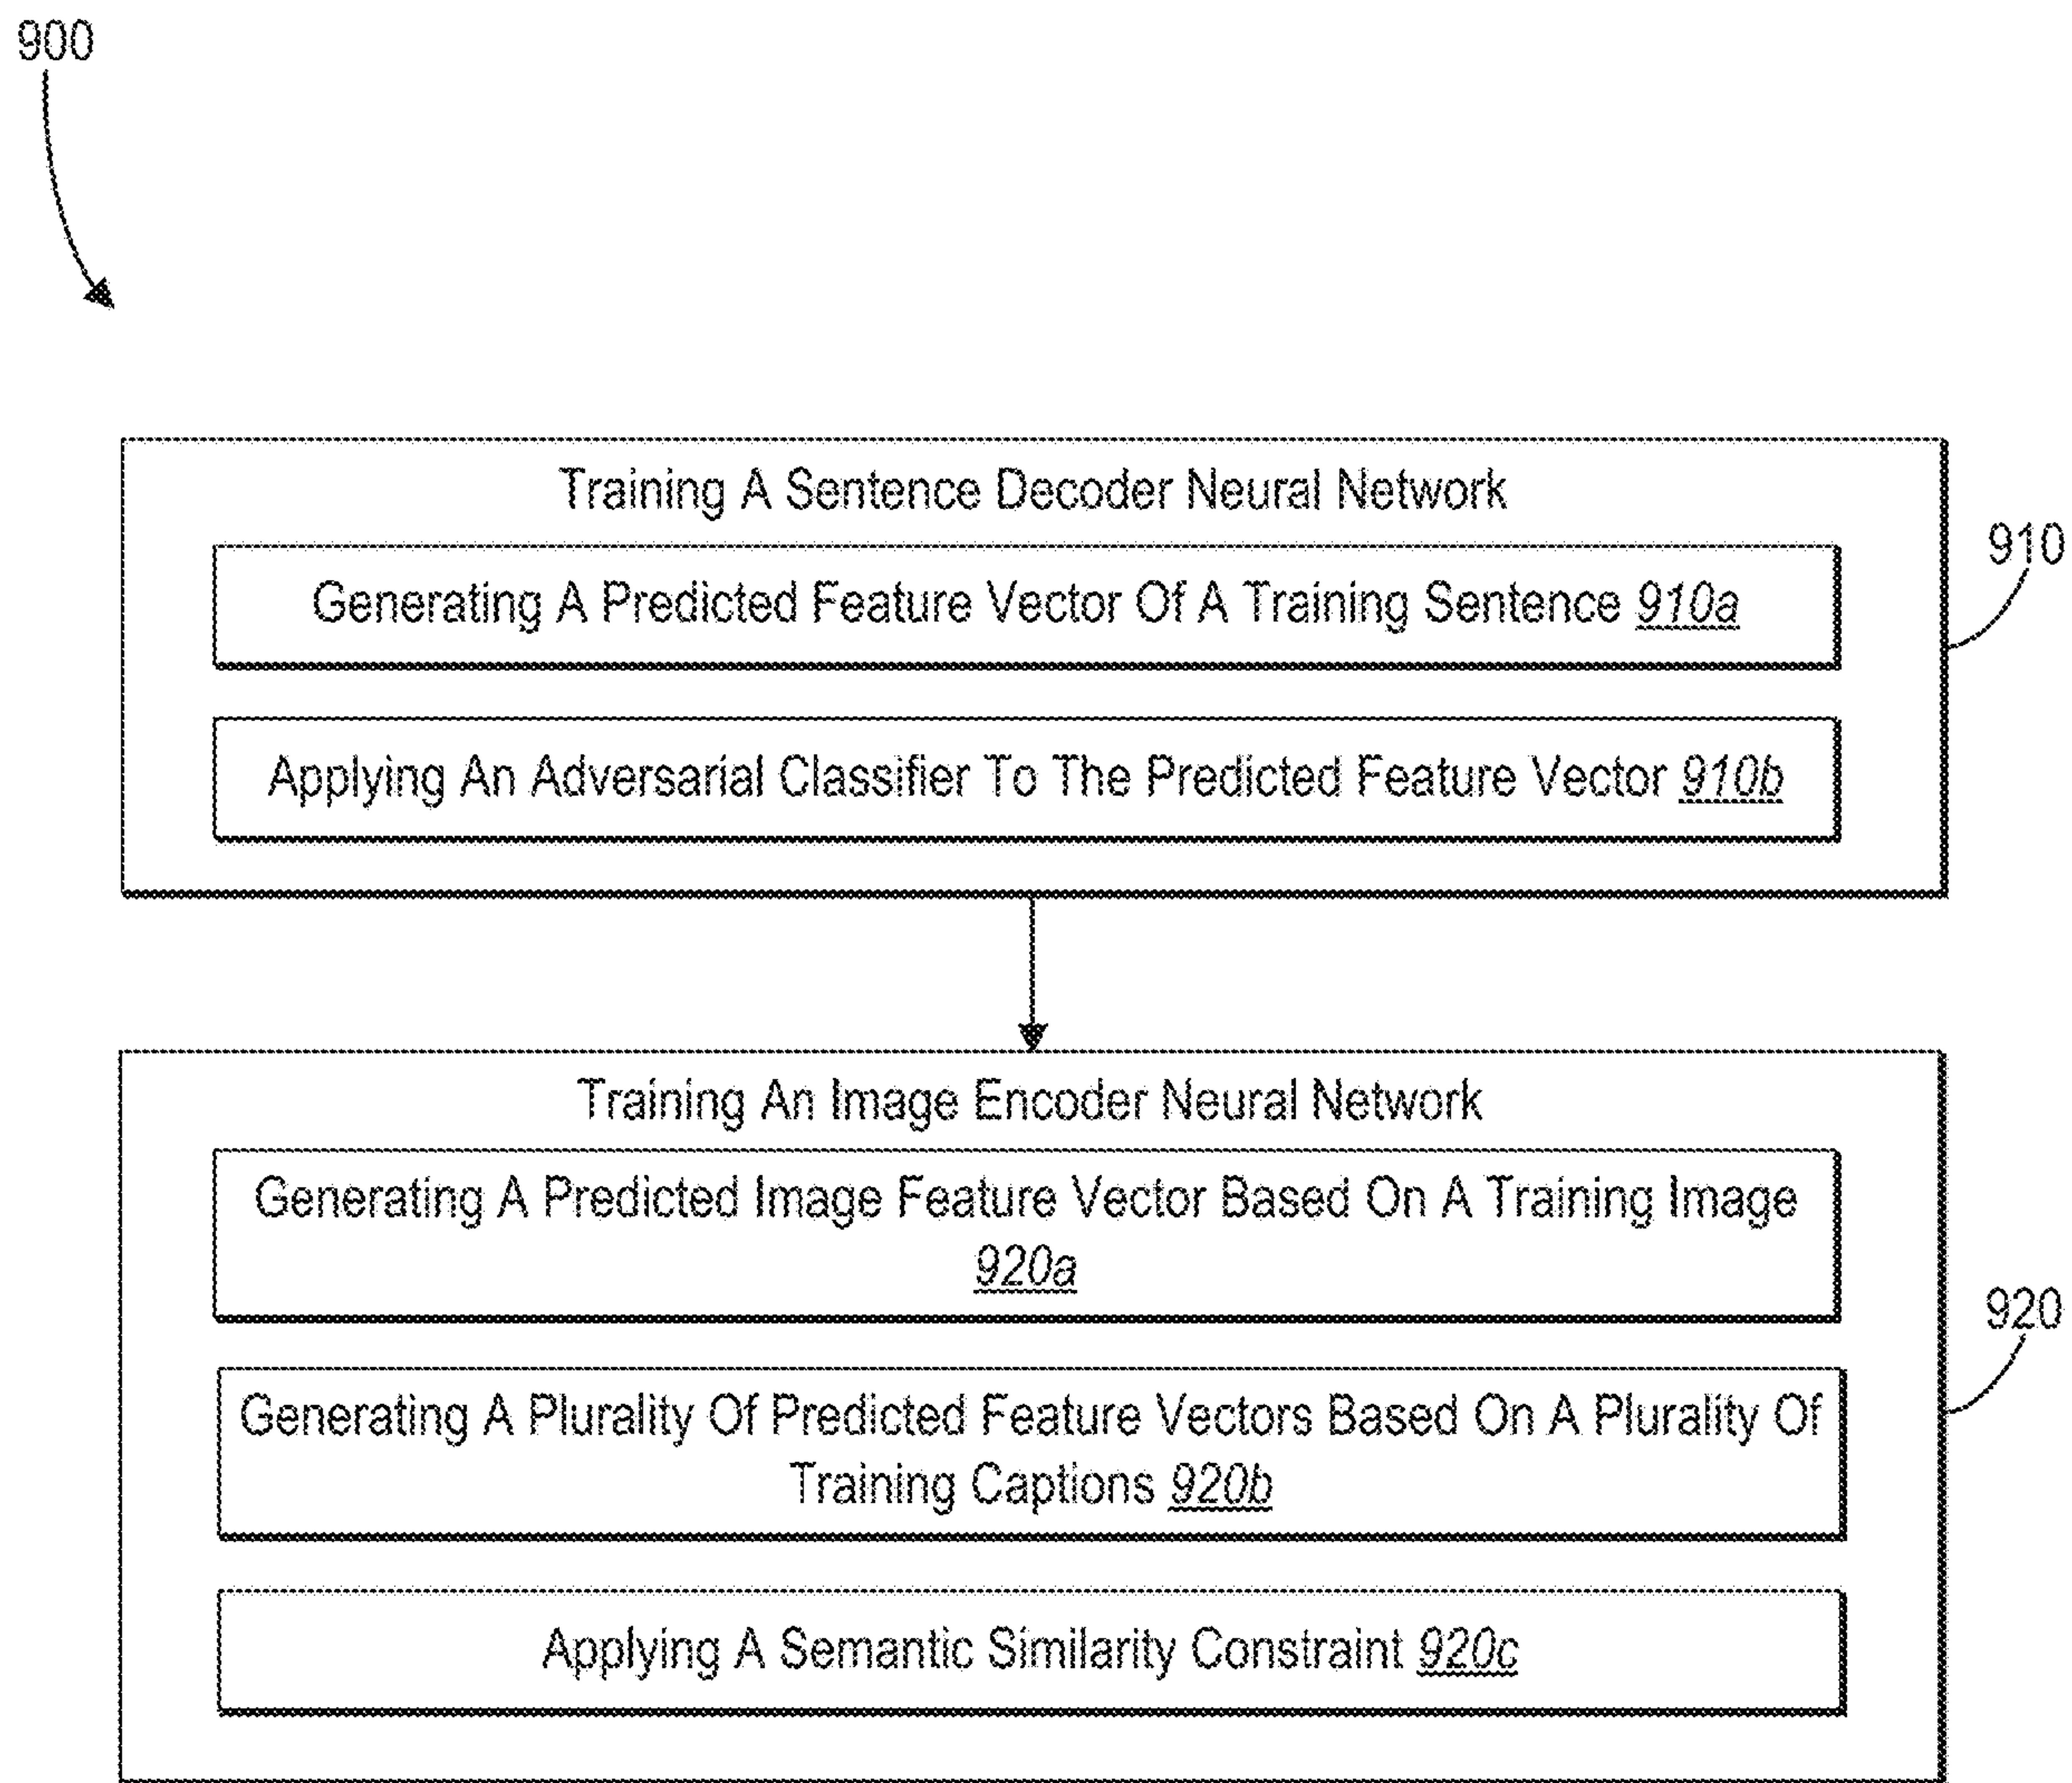 900
Training A Sentence Decoder Neural Network
Generating A Predicted Feature Vector Of A Training Sentence 910a
910
Applying An Adversarial Classifier To The Predicted Feature Vector 910b
Training An Image Encoder Neural Network
Generating A Predicted Image Feature Vector Based On A Training Image
920a
920
Generating A Plurality Of Predicted Feature Vectors Based On A Plurality Of
Training Captions 920b
Applying A Semantic Similarity Constraint 920c